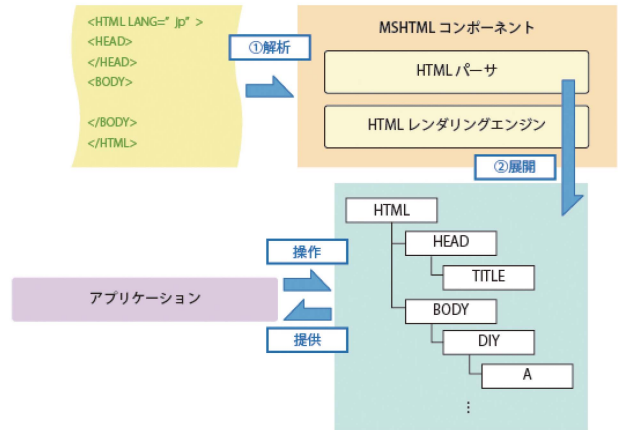 <HTML LANG=” jp” >
<HEAD>
</HEAD>
<BODY>
</BODY>
</HTML>
①解析
MSHTML コンポーネント
HTML パーサ
HTML レンダリングエンジン
②展開
HTML
HEAD
TITLE
BODY
DIY
A
⋮
操作
アプリケーション
提供